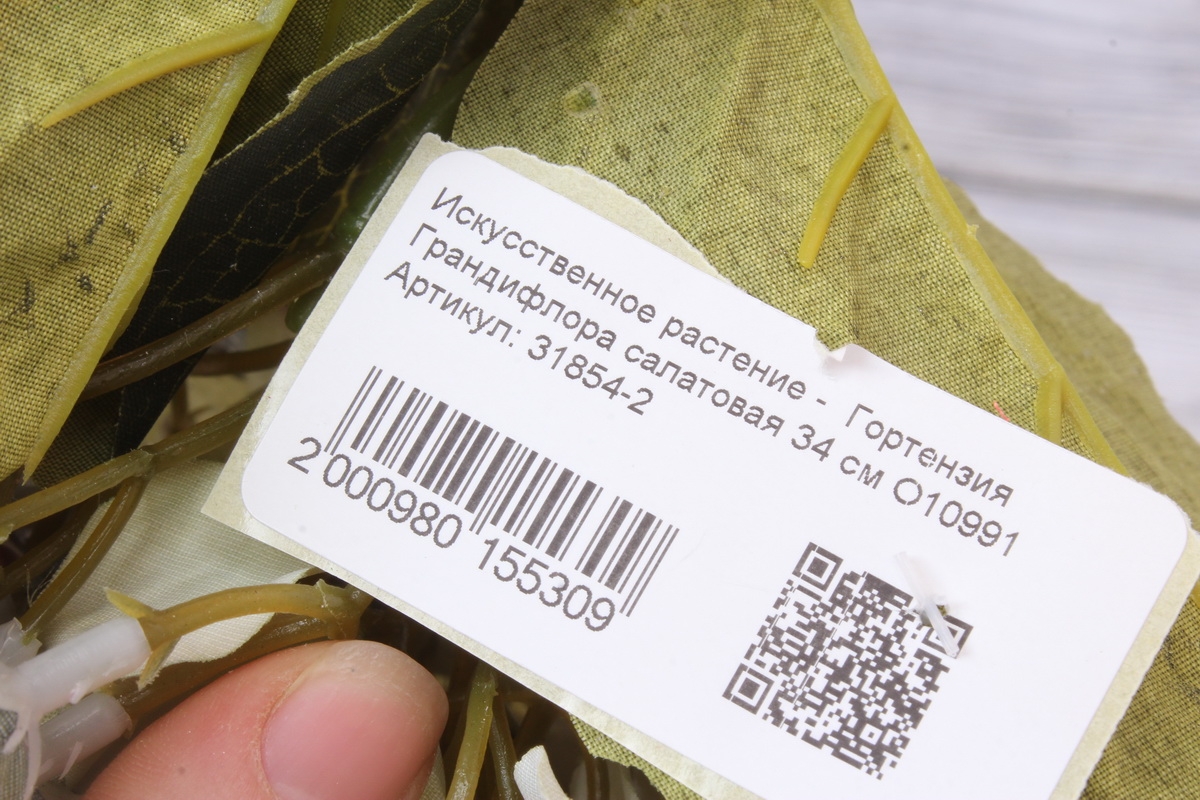 Искусственное растение - Гортензия
Грандифлора салатовая 34 см O10991
Артикул: 31854-2
2 000980 155309